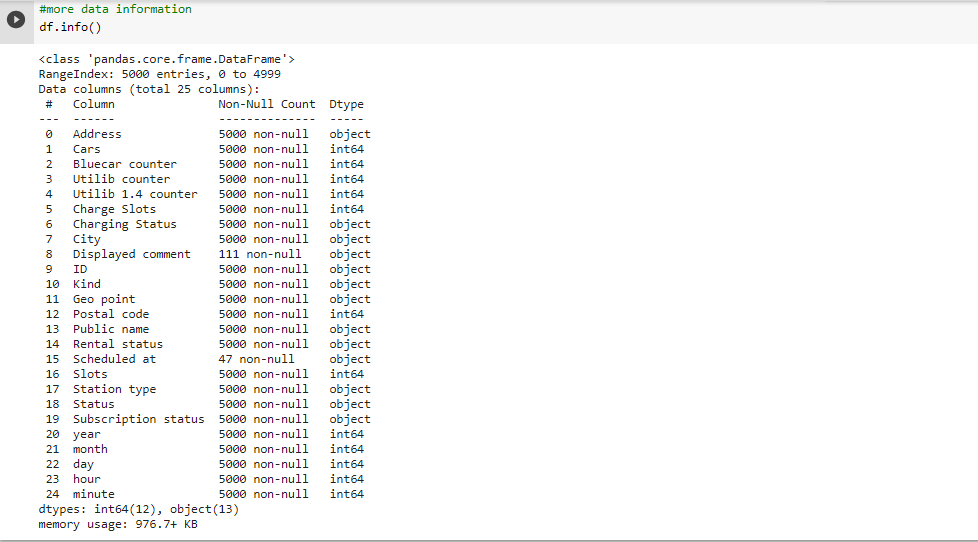 #more data information
df.info()
<class 'pandas.core.frame.DataFrame'>
RangeIndex: 5000 entries, 0 to 4999
Data columns (total 25 columns):
 #   Column               Non-Null Count  Dtype
---  ------               --------------  -----
 0   Address              5000 non-null   object
 1   Cars                 5000 non-null   int64
 2   Bluecar counter      5000 non-null   int64
 3   Utilib counter       5000 non-null   int64
 4   Utilib 1.4 counter   5000 non-null   int64
 5   Charge Slots         5000 non-null   int64
 6   Charging Status      5000 non-null   object
 7   City                 5000 non-null   object
 8   Displayed comment    111 non-null    object
 9   ID                   5000 non-null   object
 10  Kind                 5000 non-null   object
 11  Geo point            5000 non-null   object
 12  Postal code          5000 non-null   int64
 13  Public name          5000 non-null   object
 14  Rental status        5000 non-null   object
 15  Scheduled at         47 non-null     object
 16  Slots                5000 non-null   int64
 17  Station type         5000 non-null   object
 18  Status               5000 non-null   object
 19  Subscription status  5000 non-null   object
 20  year                 5000 non-null   int64
 21  month                5000 non-null   int64
 22  day                  5000 non-null   int64
 23  hour                 5000 non-null   int64
 24  minute               5000 non-null   int64
dtypes: int64(12), object(13)
memory usage: 976.7+ KB